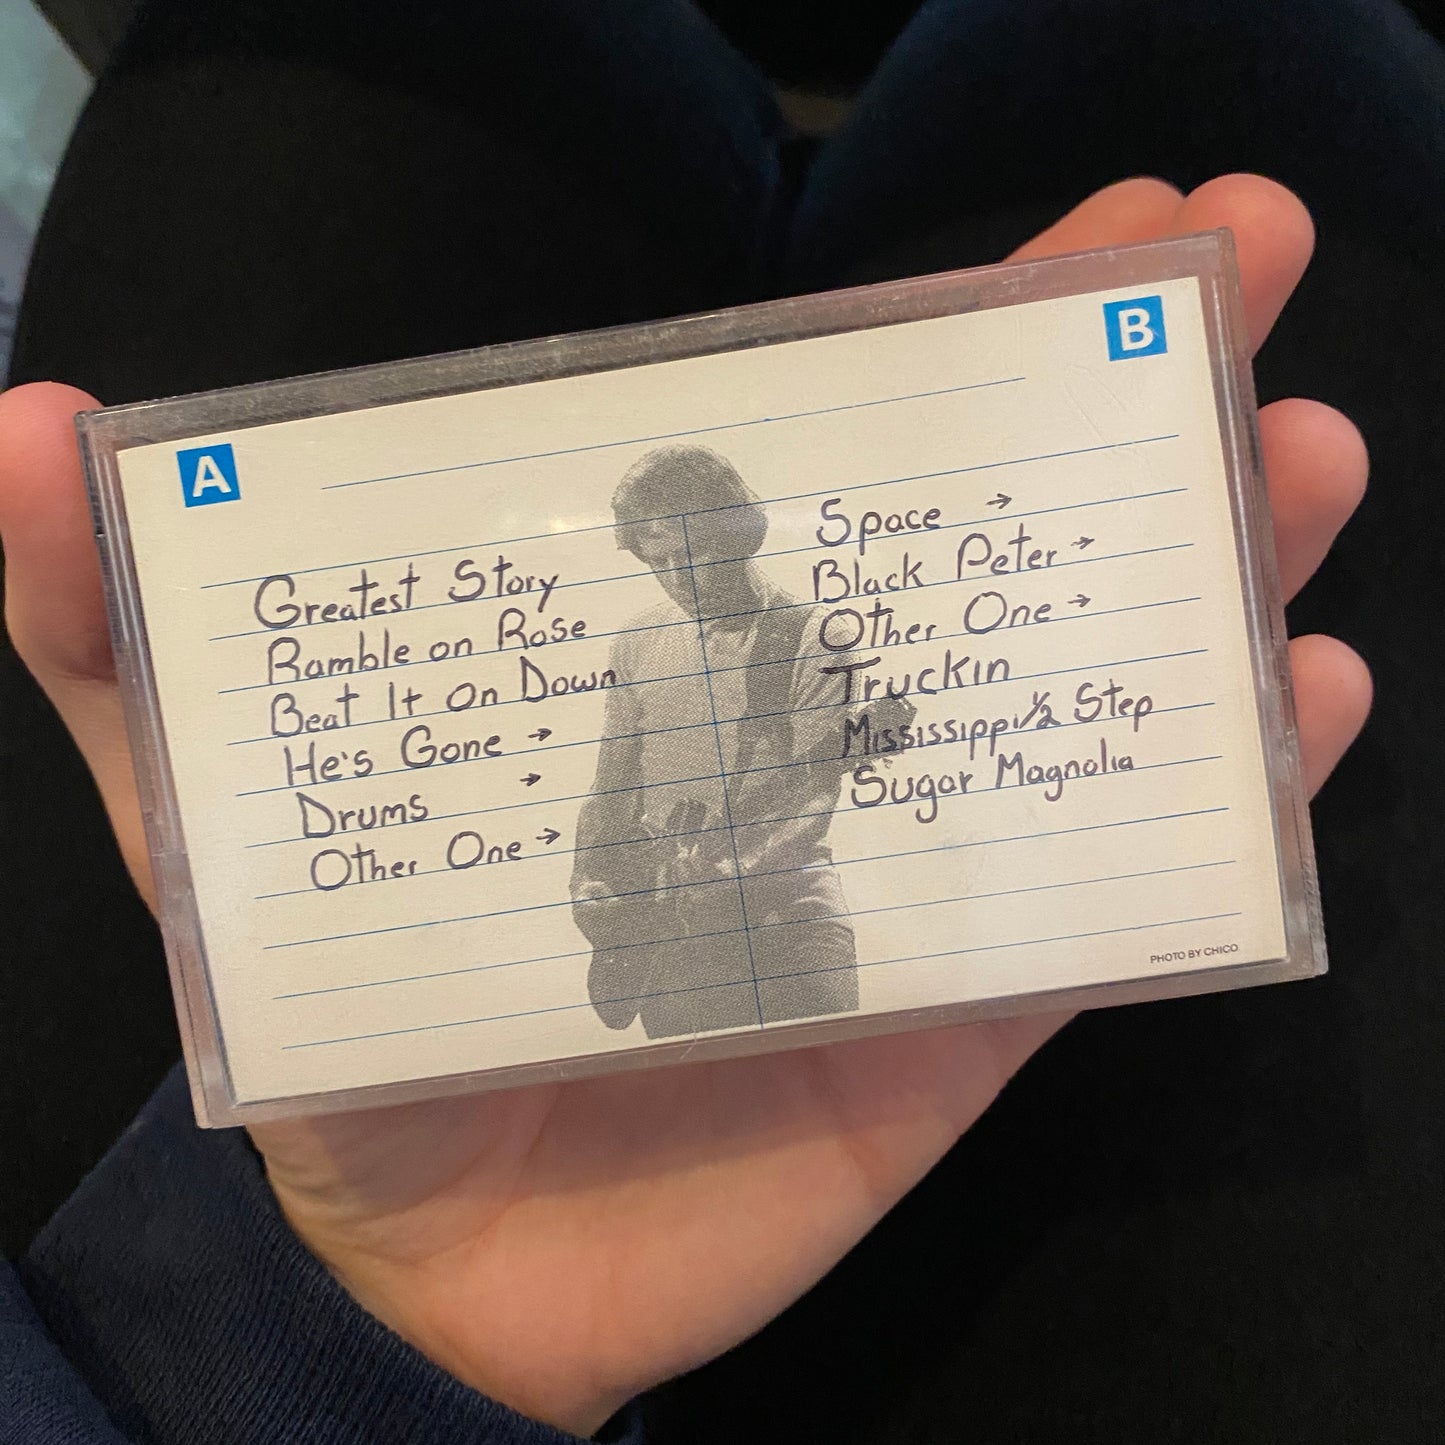 A
Greatest Story
Ramble on Rose
Beat It On Down
He's Gone →
Drums →
Other One →
B
Space →
Black Peter →
Other One →
Truckin
Mississippi ½ Step
Sugar Magnolia
PHOTO BY CHICO